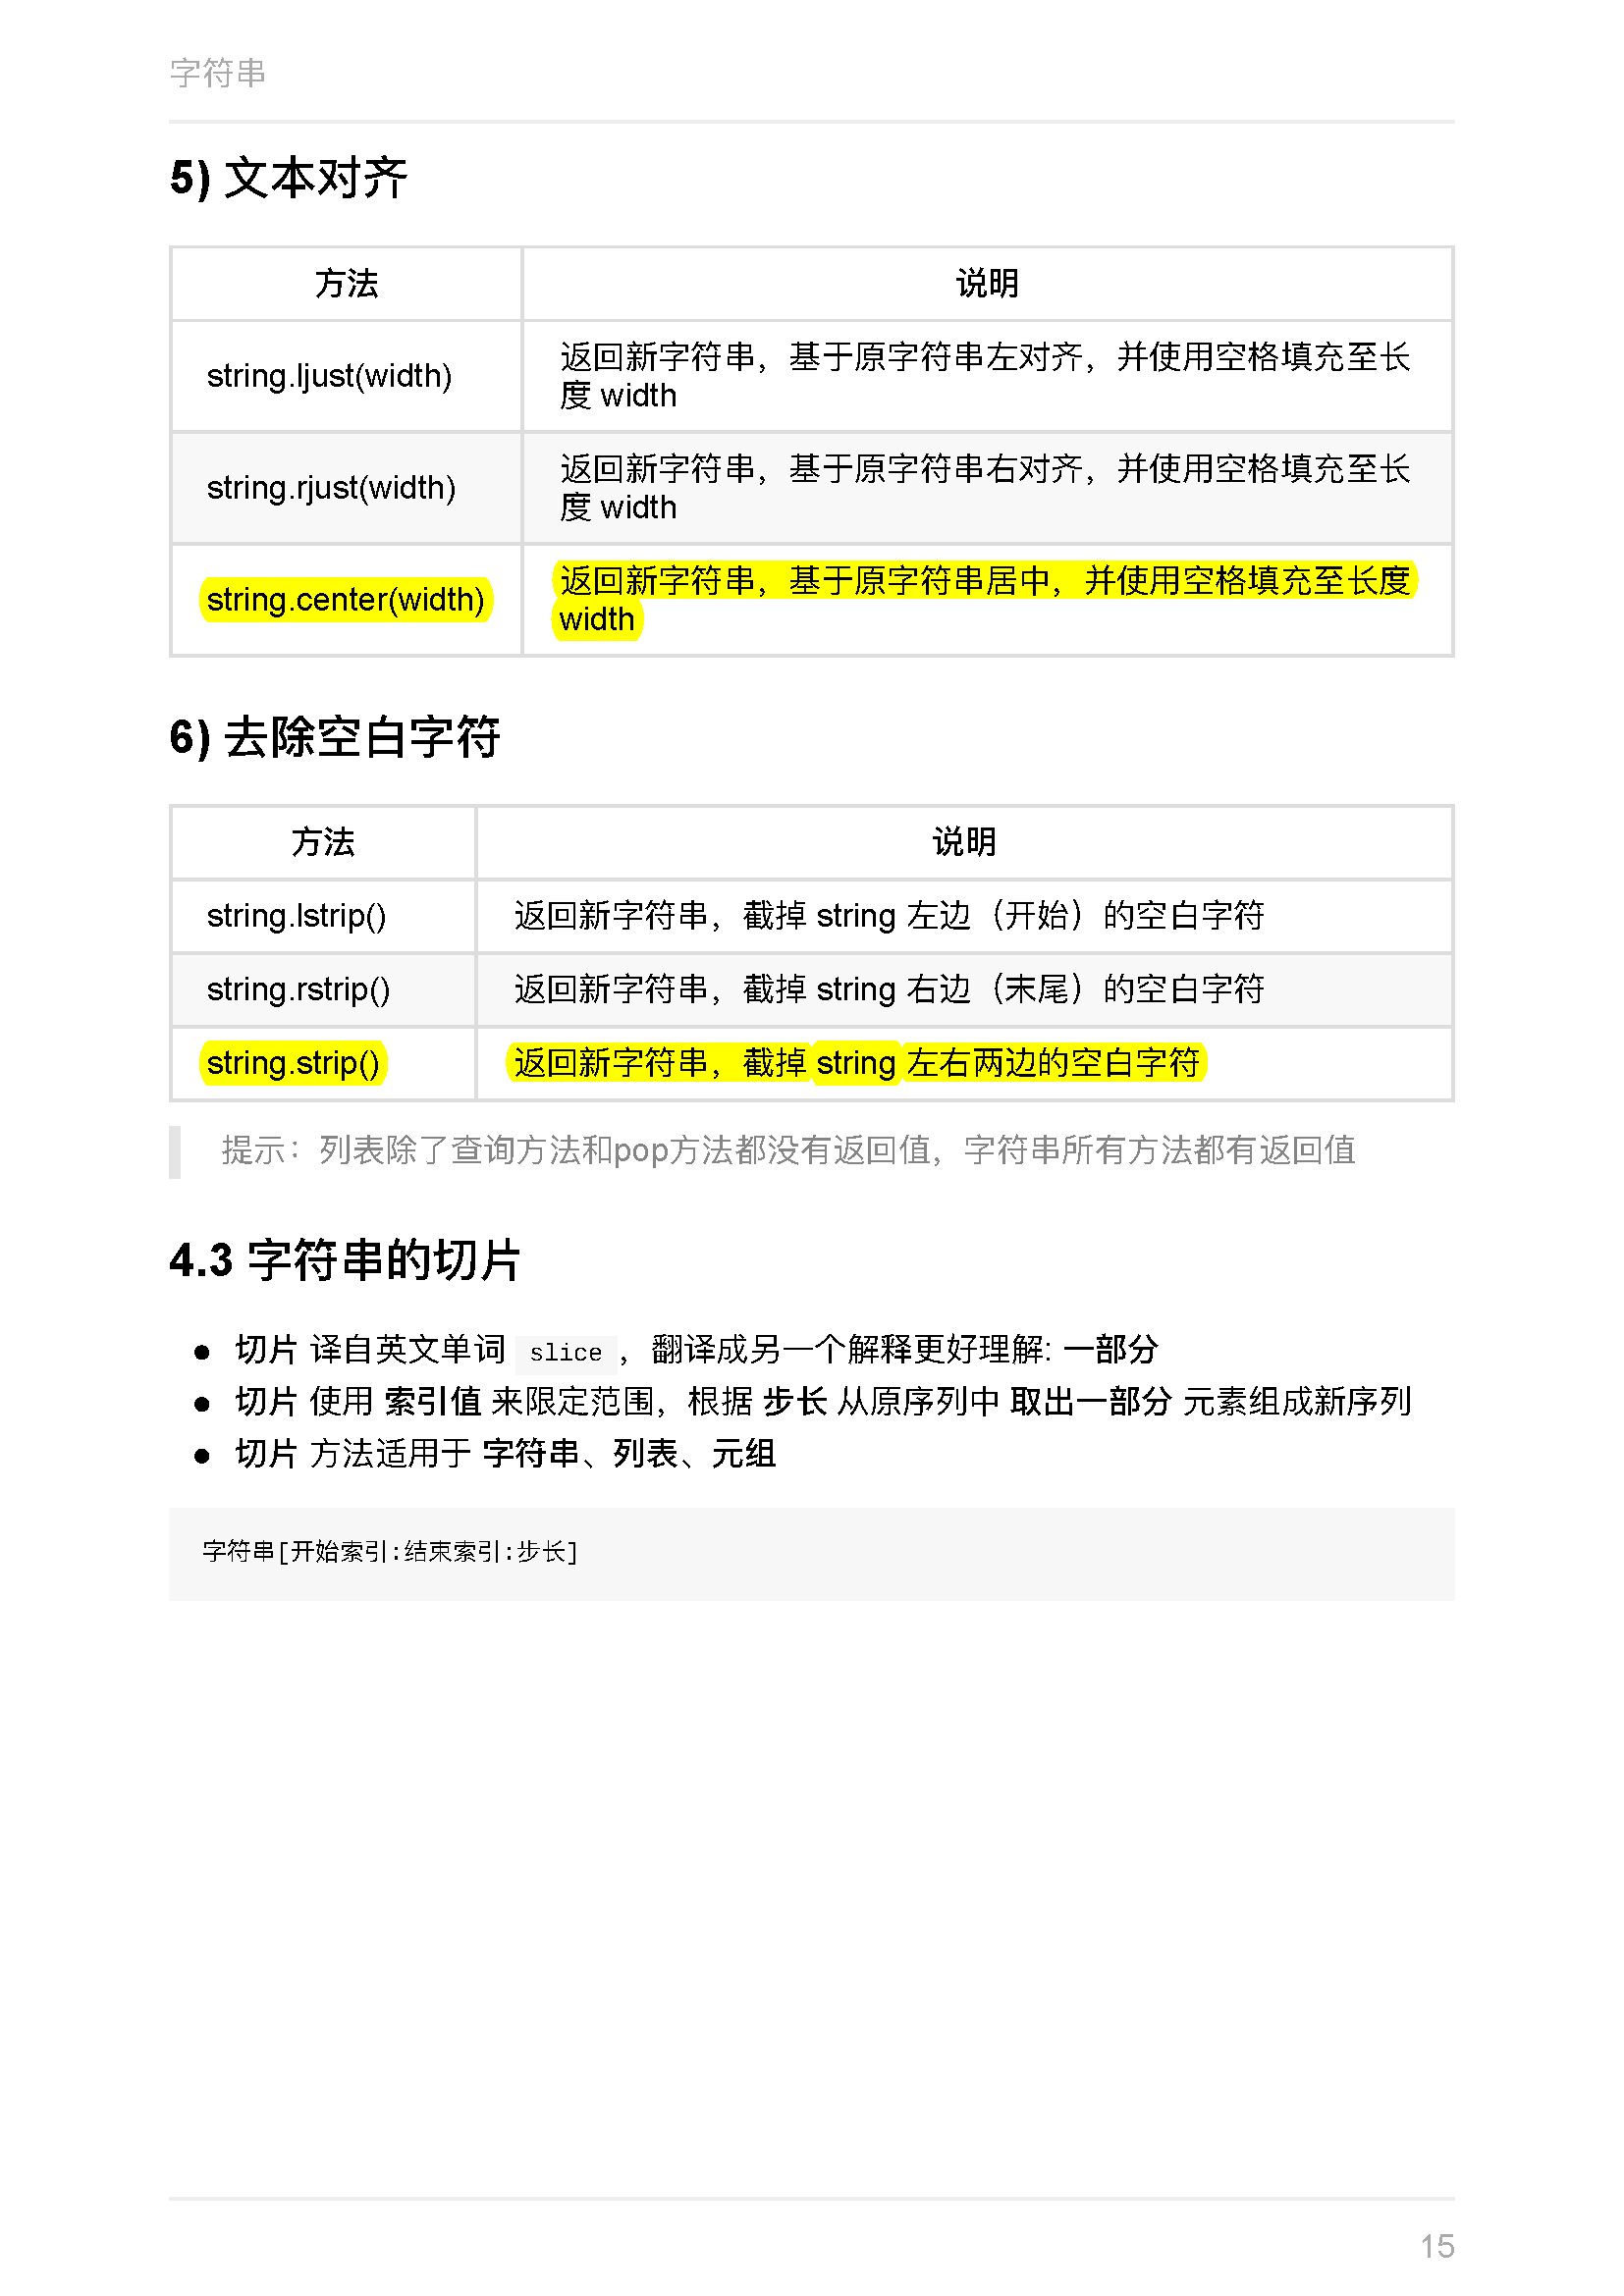 字符串
5) 文本对齐
方法 说明
string.ljust(width) 返回新字符串，基于原字符串左对齐，并使用空格填充至长
度 width
string.rjust(width) 返回新字符串，基于原字符串右对齐，并使用空格填充至长
度 width
string.center(width) 返回新字符串，基于原字符串居中，并使用空格填充至长度
width
6) 去除空白字符
方法 说明
string.lstrip() 返回新字符串，截掉 string 左边（开始）的空白字符
string.rstrip() 返回新字符串，截掉 string 右边（末尾）的空白字符
string.strip() 返回新字符串，截掉 string 左右两边的空白字符
提示：列表除了查询方法和pop方法都没有返回值，字符串所有方法都有返回值
4.3 字符串的切片
● 切片 译自英文单词 slice ，翻译成另一个解释更好理解: 一部分
● 切片 使用 索引值 来限定范围，根据 步长 从原序列中 取出一部分 元素组成新序列
● 切片 方法适用于 字符串、列表、元组
字符串[开始索引:结束索引:步长]
15